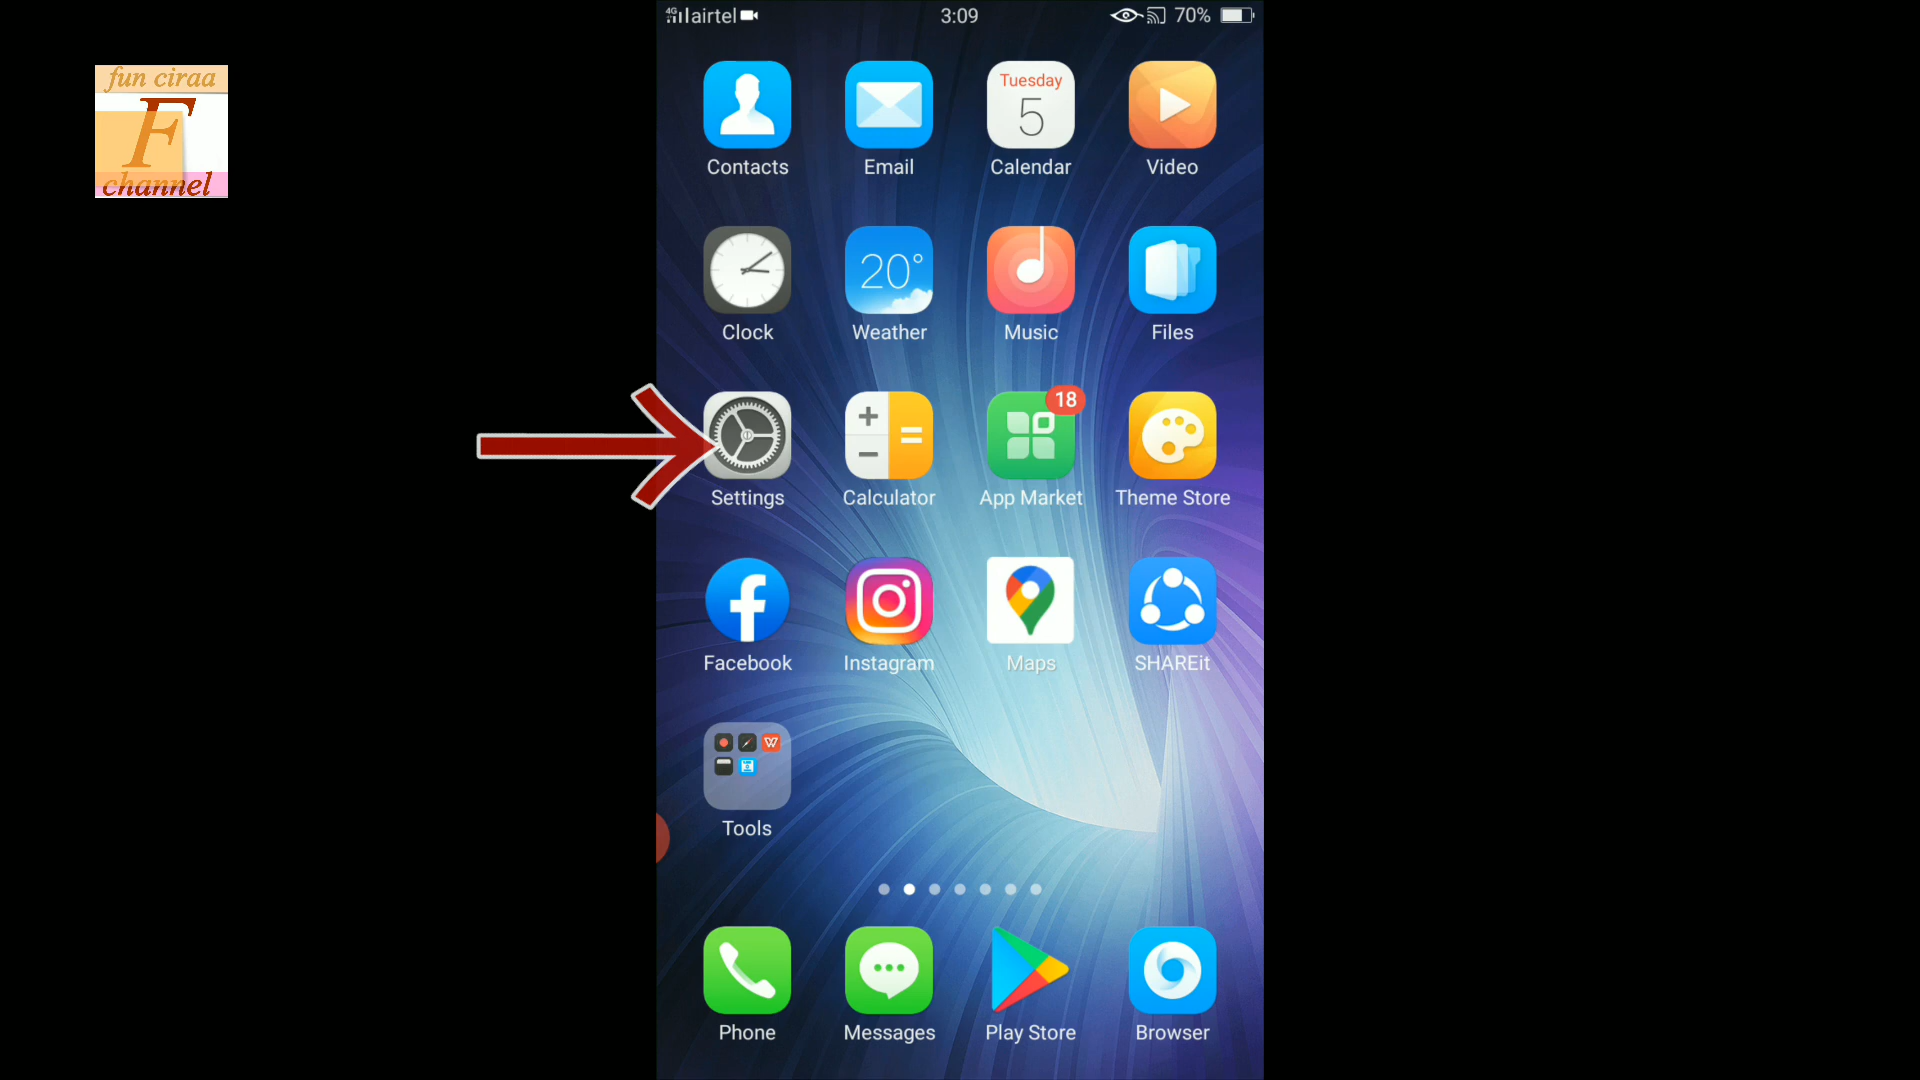 fun ciraa
F
channel
4G airtel 3:09 70%
Tuesday
5
Contacts Email Calendar Video
20°
Clock Weather Music Files
18
Settings Calculator App Market Theme Store
Facebook Instagram Maps SHAREit
W
Tools
Phone Messages Play Store Browser